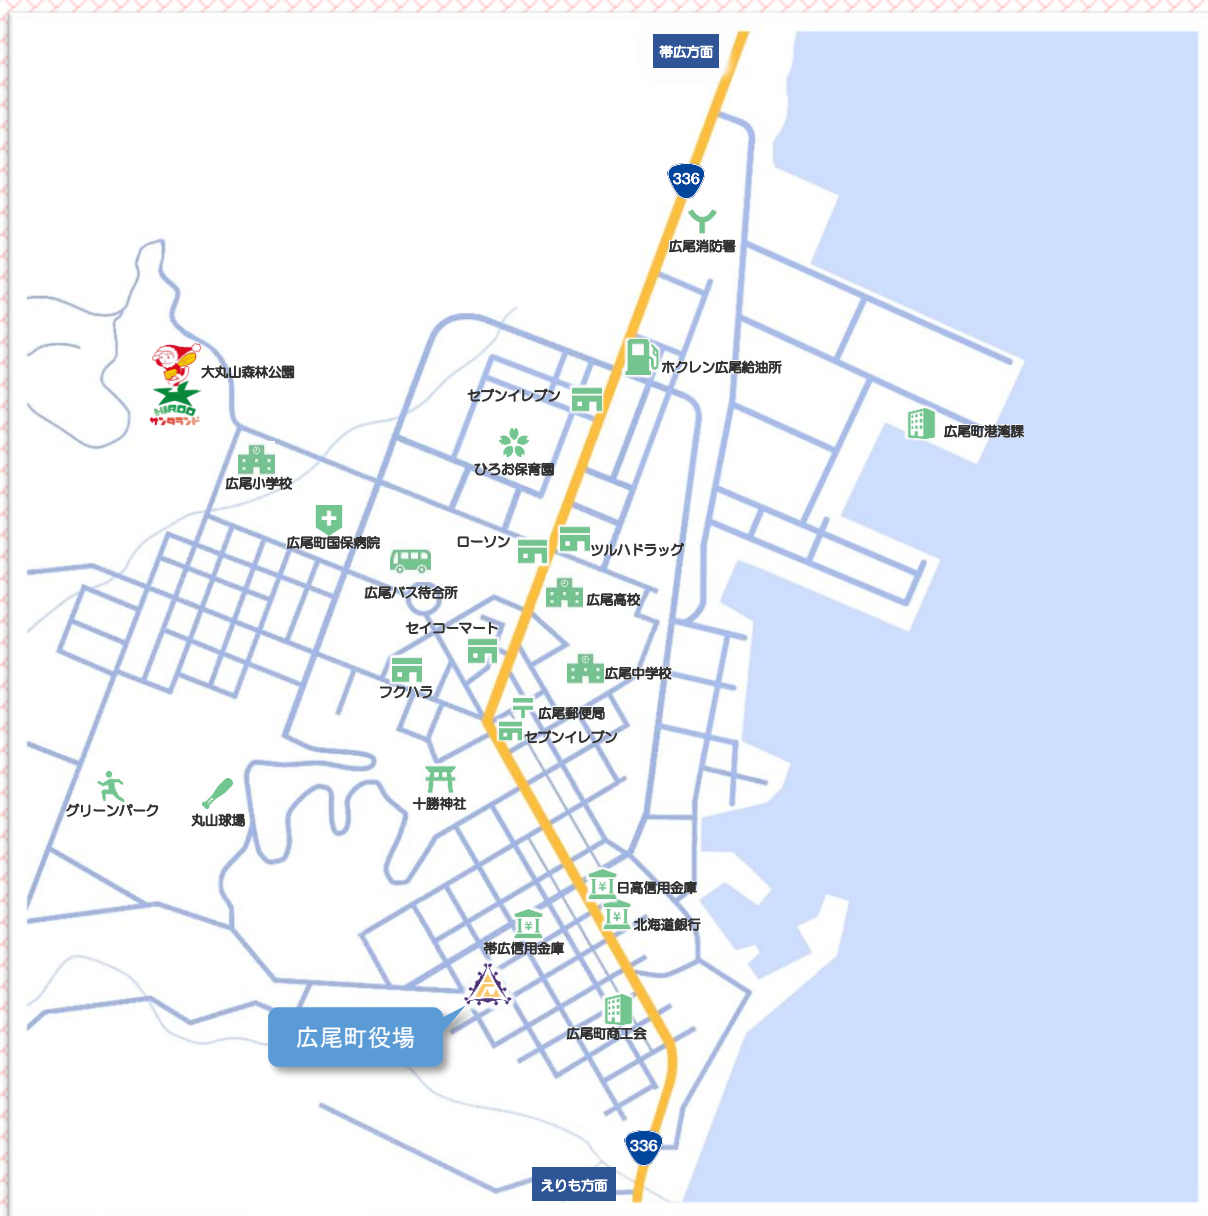 帯広方面
336
広尾消防署
ホクレン広尾給油所
大丸山森林公園
HIROO
サンタランド
セブンイレブン
広尾町港湾課
ひろお保育園
広尾小学校
広尾町国保病院
ローソン
ツルハドラッグ
広尾バス待合所
広尾高校
セイコーマート
広尾中学校
フクハラ
広尾郵便局
セブンイレブン
十勝神社
グリーンパーク
丸山球場
日高信用金庫
北海道銀行
帯広信用金庫
広尾町役場
広尾町商工会
336
えりも方面